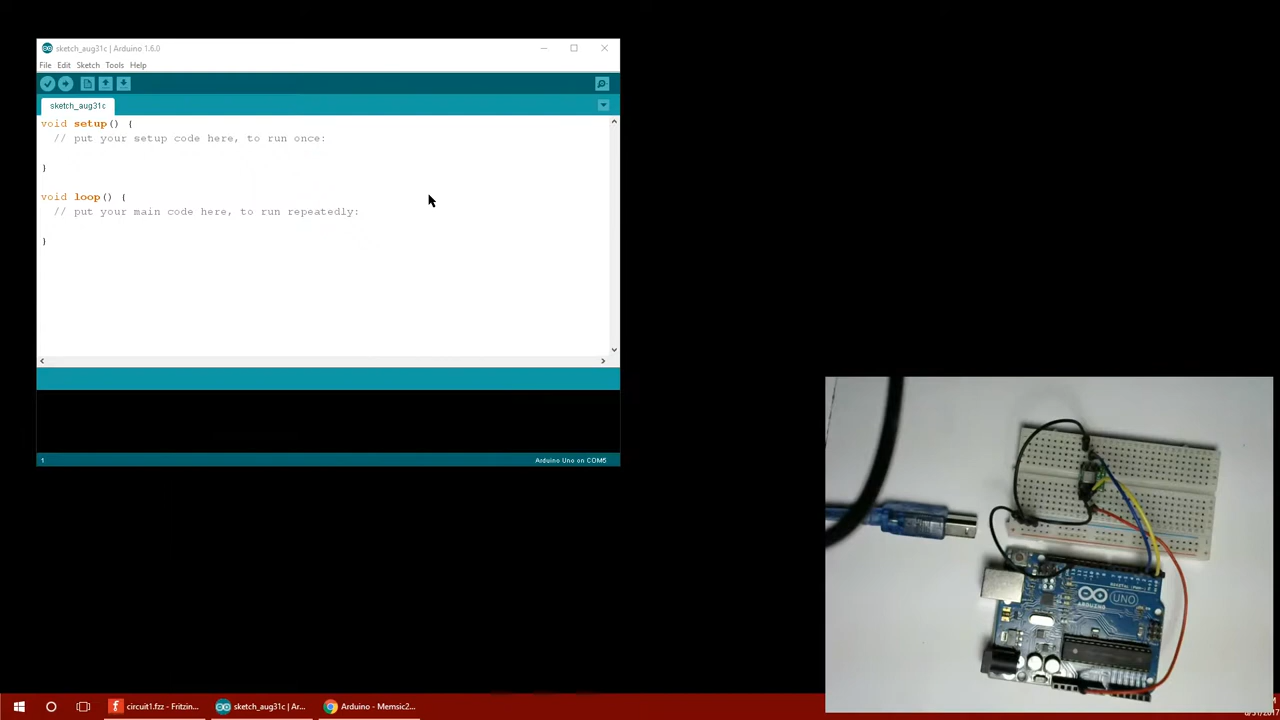 sketch_aug31c | Arduino 1.6.0
File Edit Sketch Tools Help
sketch_aug31c
void setup() {
// put your setup code here, to run once:
}
void loop() {
// put your main code here, to run repeatedly:
}
1
Arduino Uno on COM5
UNO
ARDUINO
circuit1.fzz - Fritzin...
sketch_aug31c | Ar...
Arduino - Memsic2...